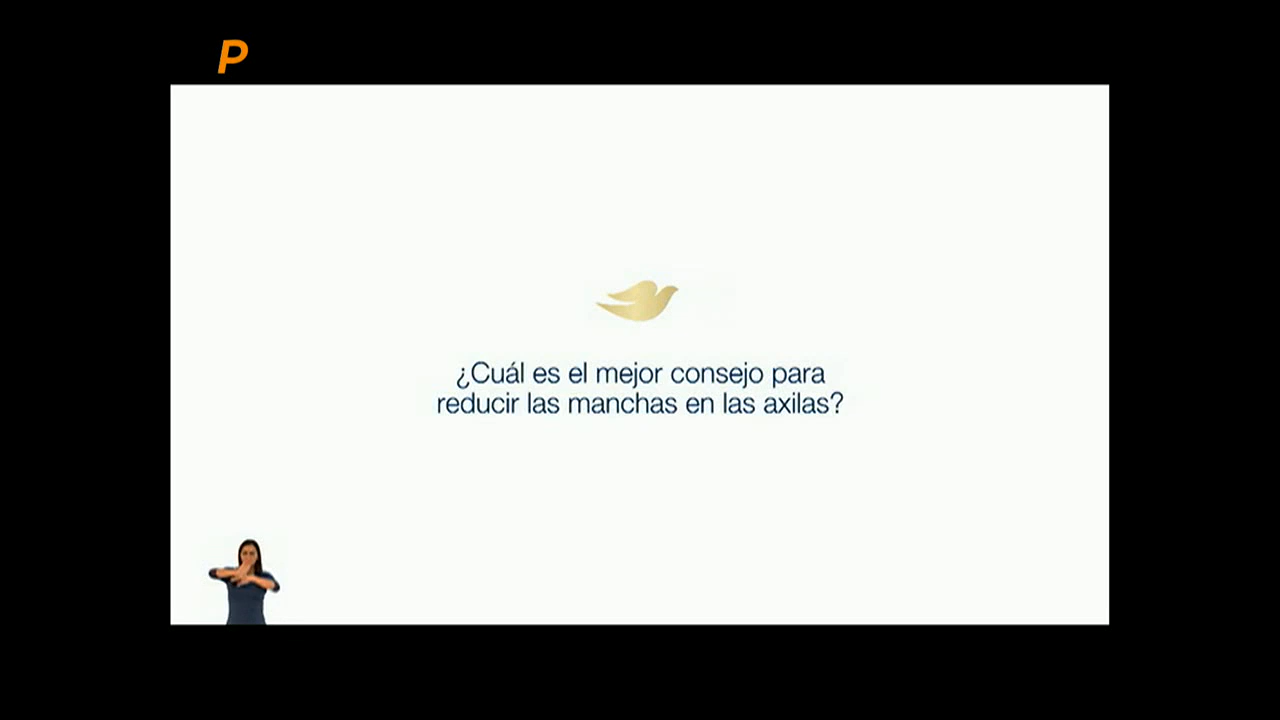 P
¿Cuál es el mejor consejo para
reducir las manchas en las axilas?